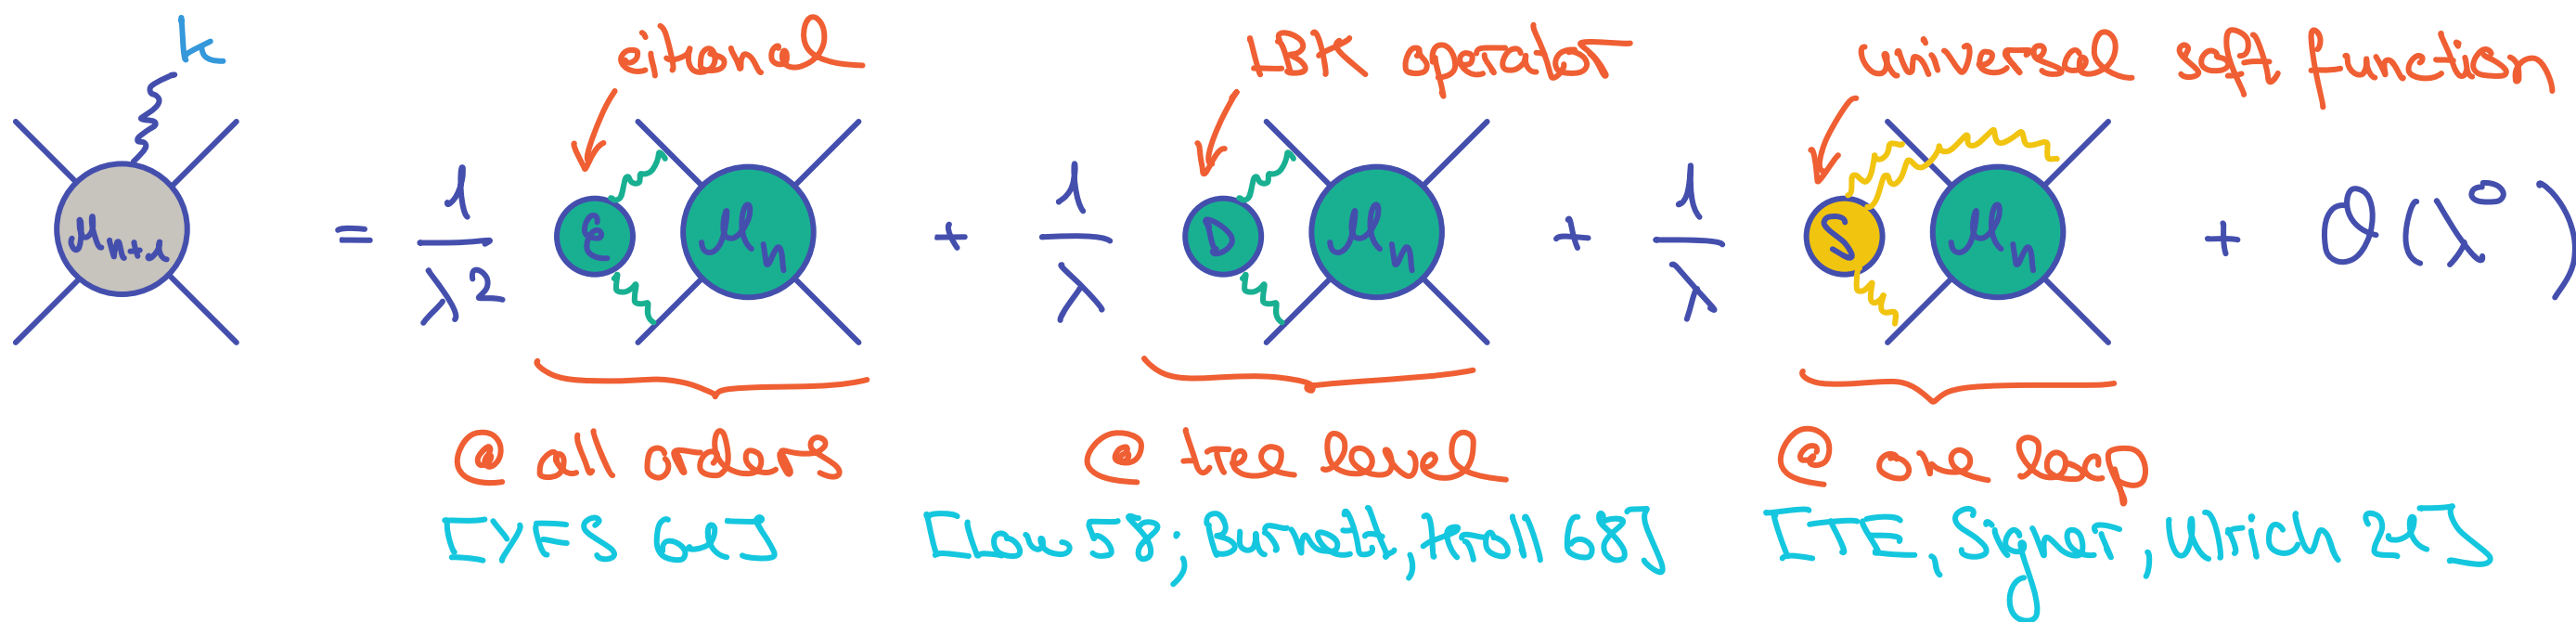 k
eikonal LBK operator universal soft function
M_{n+1} = 1/λ² E M_n + 1/λ D M_n + 1/λ S M_n + O(λ⁰)
@ all orders @ tree level @ one loop
[YFS 61] [Low 58; Burnett, Kroll 68] [TE, Signer, Ulrich 21]